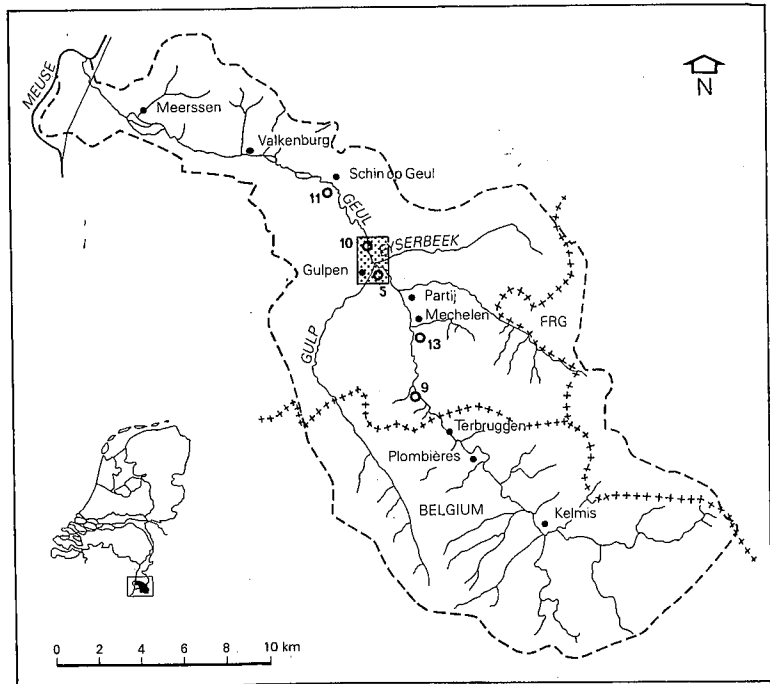 MEUSE
N
Meerssen
Valkenburg
Schin op Geul
11
GEUL
10
EYSERBEEK
Gulpen
5
Partij
Mechelen
FRG
13
GULP
9
Terbruggen
Plombières
BELGIUM
Kelmis
0 2 4 6 8 10 km